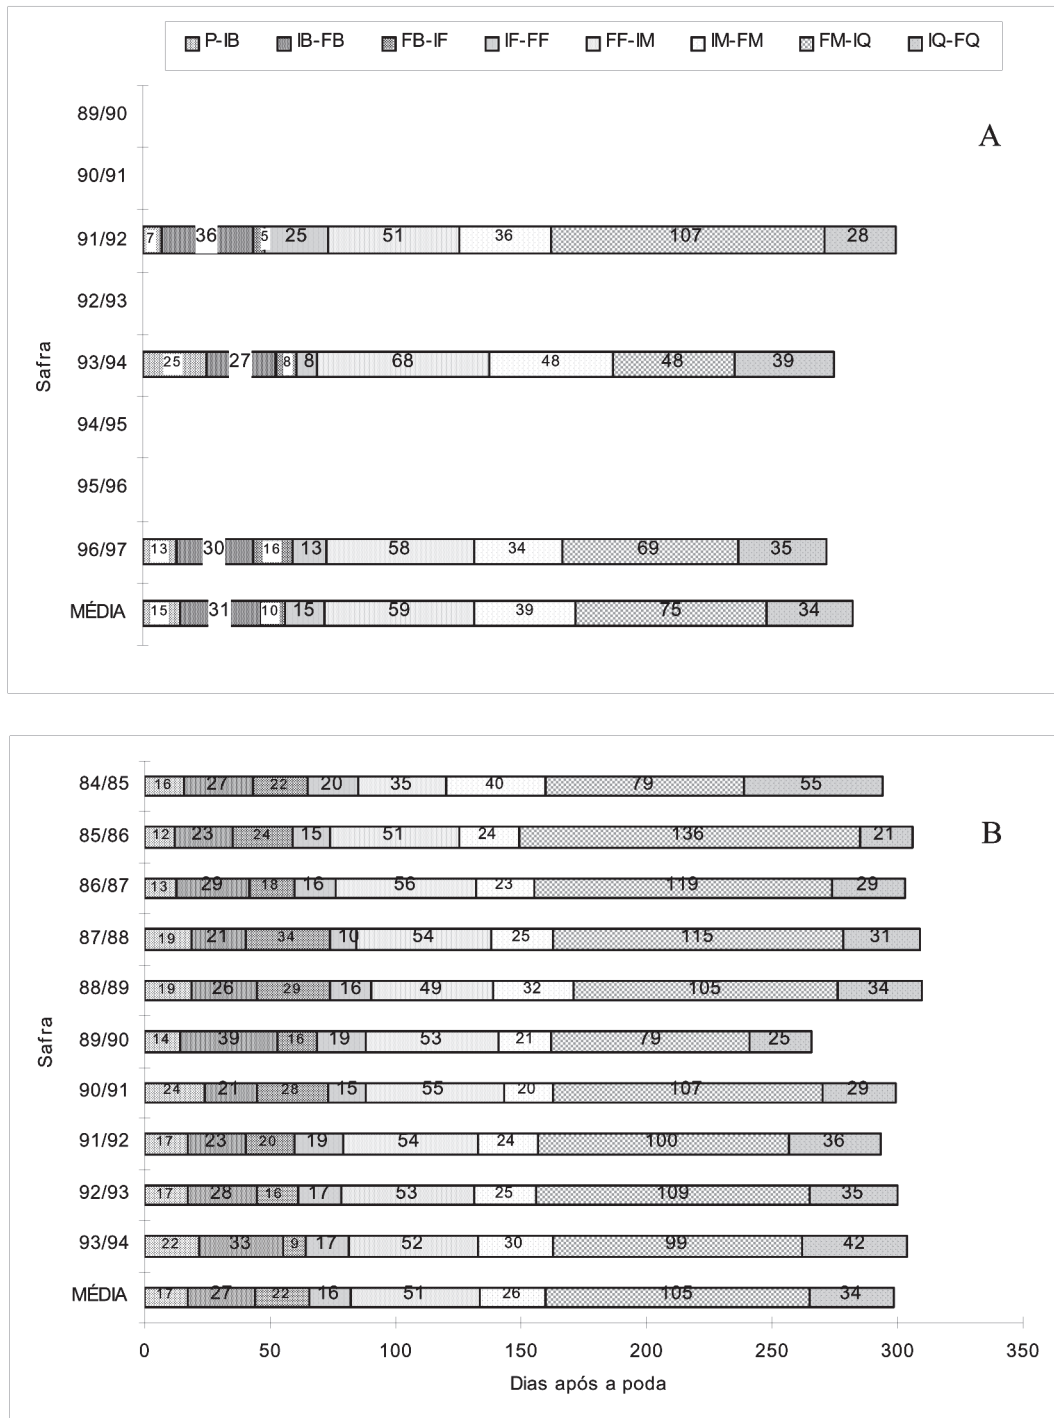 P-IB IB-FB FB-IF IF-FF FF-IM IM-FM FM-IQ IQ-FQ
A
Safra
89/90
90/91
91/92 7 36 5 25 51 36 107 28
92/93
93/94 25 27 8 8 68 48 48 39
94/95
95/96
96/97 13 30 16 13 58 34 69 35
MÉDIA 15 31 10 15 59 39 75 34
B
Safra
84/85 16 27 22 20 35 40 79 55
85/86 12 23 24 15 51 24 136 21
86/87 13 29 18 16 56 23 119 29
87/88 19 21 34 10 54 25 115 31
88/89 19 26 29 16 49 32 105 34
89/90 14 39 16 19 53 21 79 25
90/91 24 21 28 15 55 20 107 29
91/92 17 23 20 19 54 24 100 36
92/93 17 28 16 17 53 25 109 35
93/94 22 33 9 17 52 30 99 42
MÉDIA 17 27 22 16 51 26 105 34
0 50 100 150 200 250 300 350
Dias após a poda